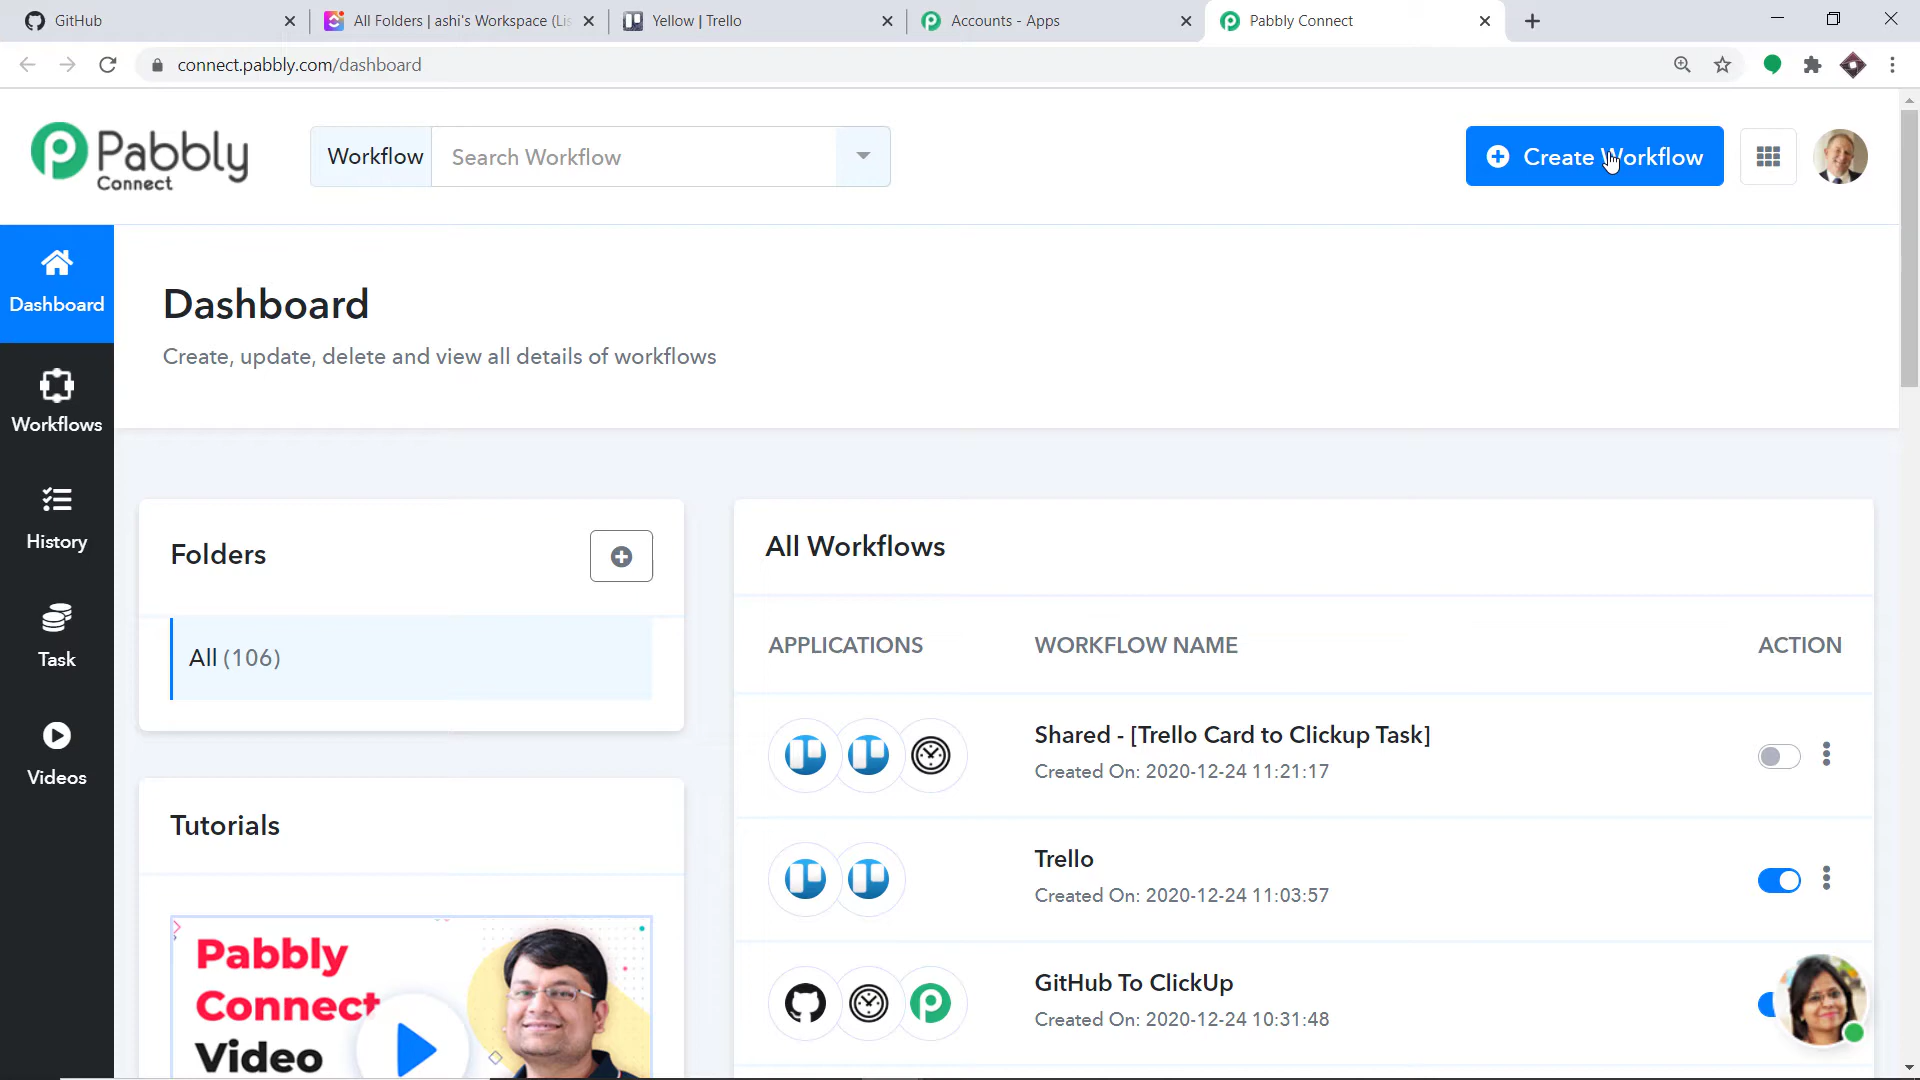 GitHub
All Folders | ashi's Workspace (Lis
Yellow | Trello
Accounts - Apps
Pabbly Connect
connect.pabbly.com/dashboard
Pabbly
Connect
Workflow
Search Workflow
Create Workflow
Dashboard
Workflows
History
Task
Videos
Dashboard
Create, update, delete and view all details of workflows
Folders
All (106)
Tutorials
Pabbly
Connect
Video
All Workflows
APPLICATIONS WORKFLOW NAME ACTION
Shared - [Trello Card to Clickup Task]
Created On: 2020-12-24 11:21:17
Trello
Created On: 2020-12-24 11:03:57
GitHub To ClickUp
Created On: 2020-12-24 10:31:48